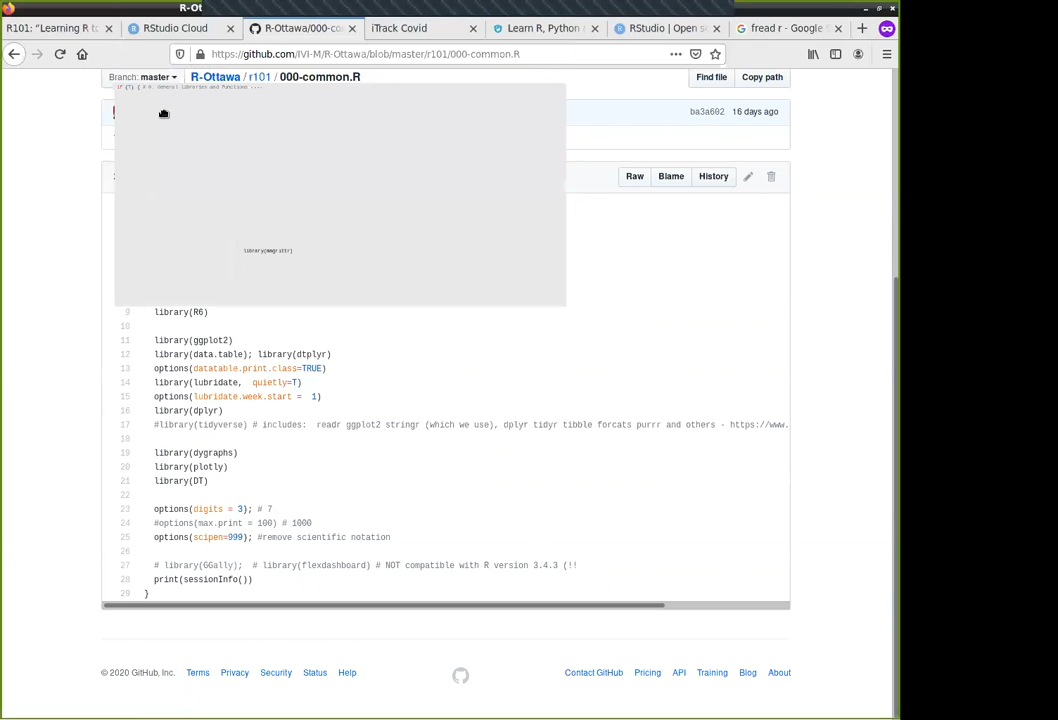 R-Ot
R101: “Learning R to
RStudio Cloud
R-Ottawa/000-co
iTrack Covid
Learn R, Python &
RStudio | Open s
fread r - Google
https://github.com/IVI-M/R-Ottawa/blob/master/r101/000-common.R
Branch: master
R-Ottawa / r101 / 000-common.R
Find file
Copy path
if (T) { # 0. General libraries and functions ----
ba3a602 16 days ago
Raw
Blame
History
library(magrittr)
9 library(R6)
10
11 library(ggplot2)
12 library(data.table); library(dtplyr)
13 options(datatable.print.class=TRUE)
14 library(lubridate, quietly=T)
15 options(lubridate.week.start = 1)
16 library(dplyr)
17 #library(tidyverse) # includes: readr ggplot2 stringr (which we use), dplyr tidyr tibble forcats purrr and others - https://www.
18
19 library(dygraphs)
20 library(plotly)
21 library(DT)
22
23 options(digits = 3); # 7
24 #options(max.print = 100) # 1000
25 options(scipen=999); #remove scientific notation
26
27 # library(GGally); # library(flexdashboard) # NOT compatible with R version 3.4.3 (!!
28 print(sessionInfo())
29 }
© 2020 GitHub, Inc. Terms Privacy Security Status Help
Contact GitHub Pricing API Training Blog About